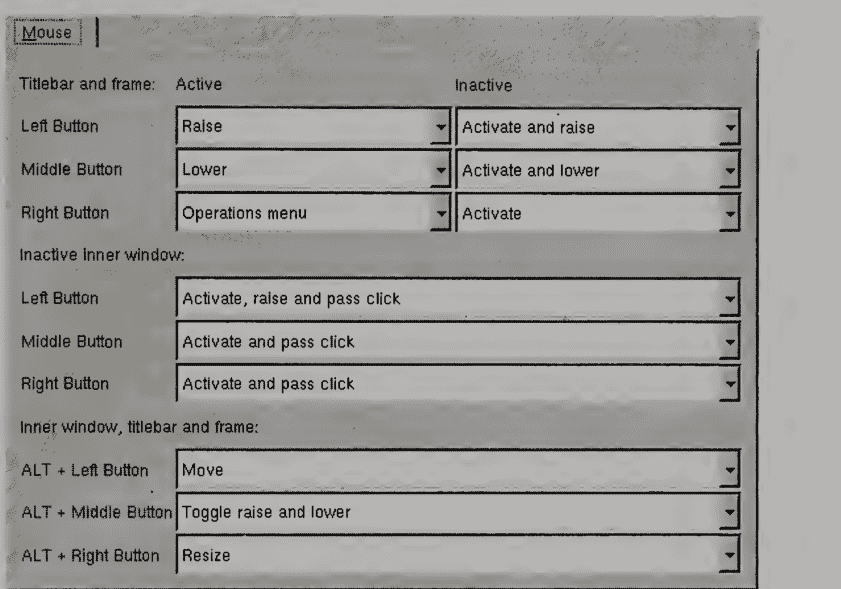 Mouse
Titlebar and frame: Active Inactive
Left Button Raise Activate and raise
Middle Button Lower Activate and lower
Right Button Operations menu Activate
Inactive inner window:
Left Button Activate, raise and pass click
Middle Button Activate and pass click
Right Button Activate and pass click
Inner window, titlebar and frame:
ALT + Left Button Move
ALT + Middle Button Toggle raise and lower
ALT + Right Button Resize